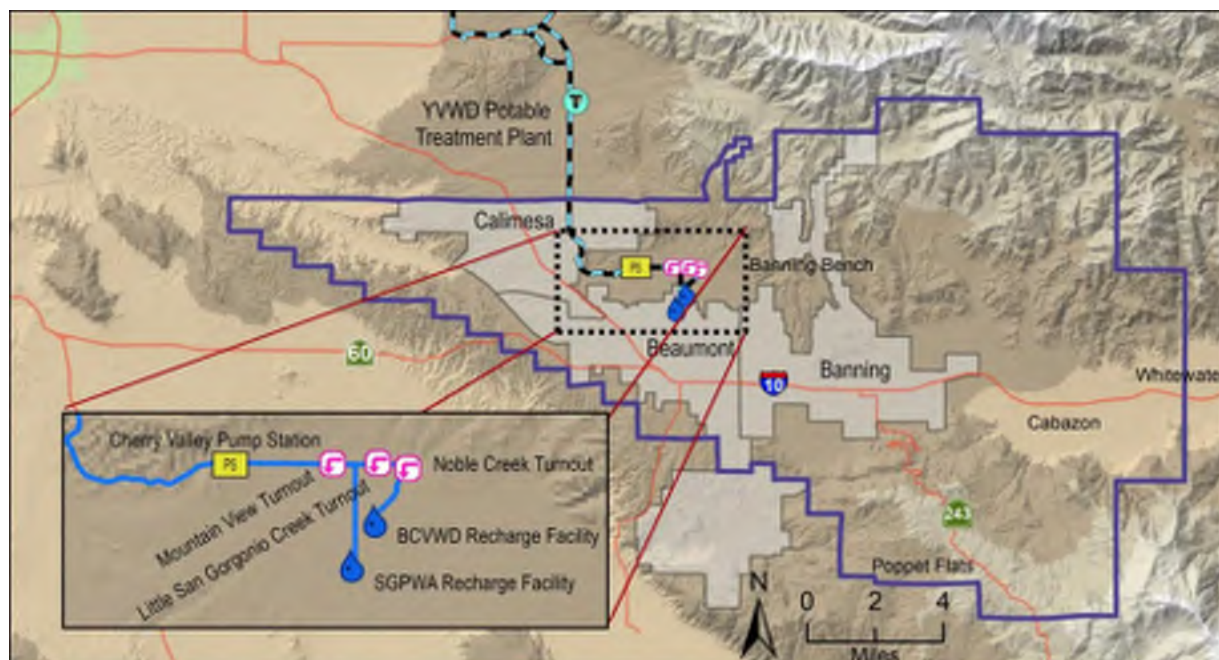 YVWD Potable
Treatment Plant
T
Calimesa
PS
Banning Bench
Beaumont
60
10
Banning
Whitewate
Cabazon
Cherry Valley Pump Station
PS
Noble Creek Turnout
Mountain View Turnout
Little San Gorgonio Creek Turnout
BCVWD Recharge Facility
SGPWA Recharge Facility
243
Poppet Flats
N
0 2 4
Miles